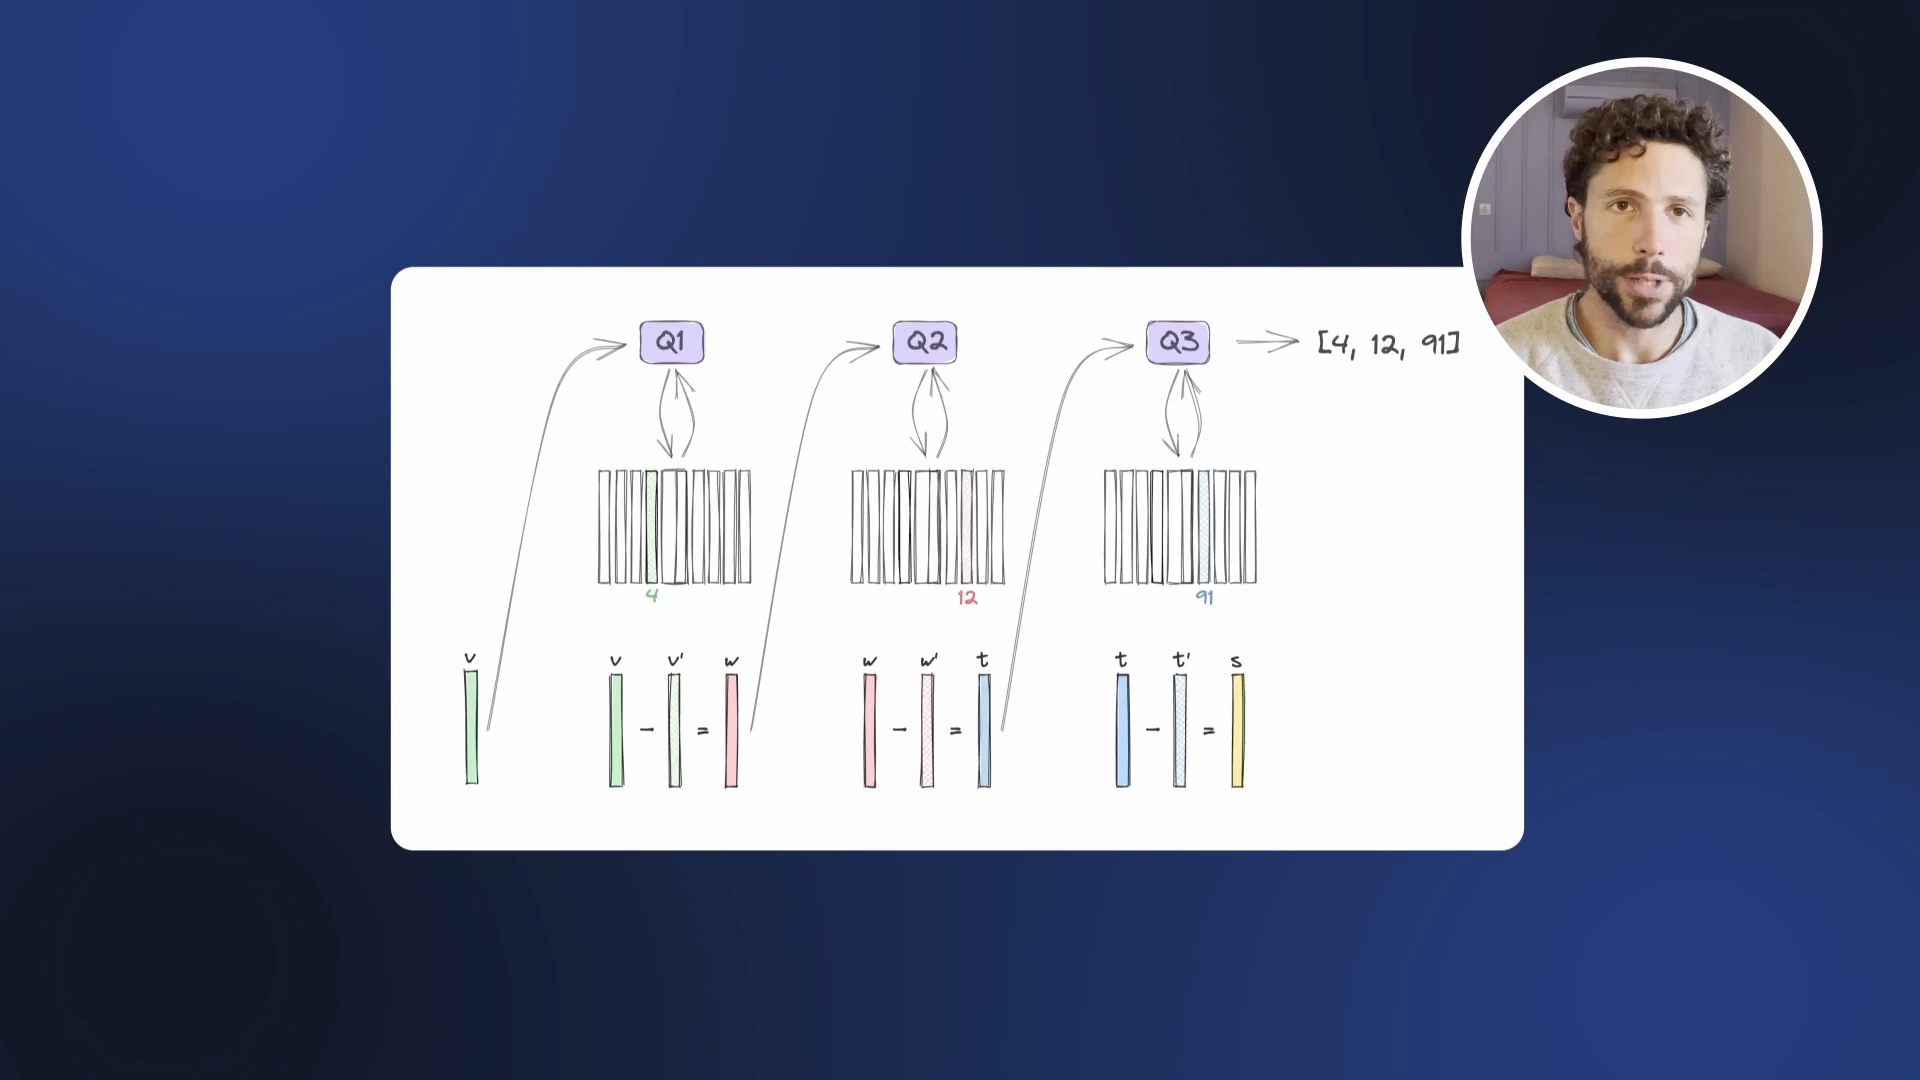 Q1
Q2
Q3
[4, 12, 91]
4
12
91
v
v v' w
w w' t
t t' s
- =
- =
- =